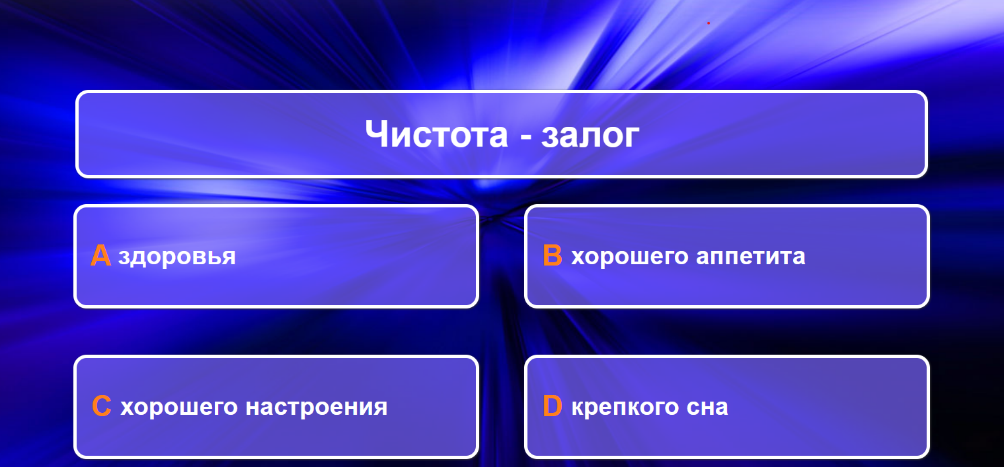 Чистота - залог
A здоровья
B хорошего аппетита
C хорошего настроения
D крепкого сна